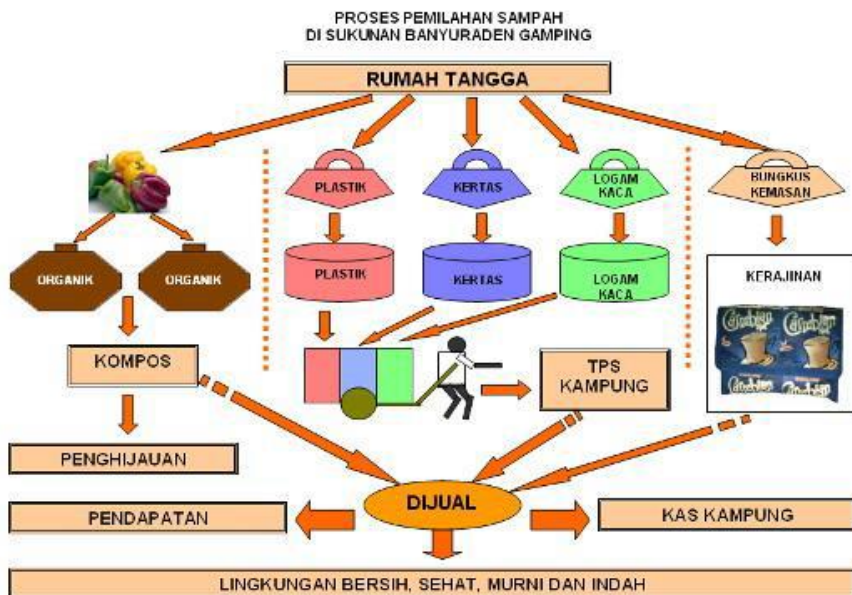 PROSES PEMILAHAN SAMPAH
DI SUKUNAN BANYURADEN GAMPING
RUMAH TANGGA
PLASTIK
KERTAS
LOGAM
KACA
BUNGKUS
KEMASAN
ORGANIK
ORGANIK
PLASTIK
KERTAS
LOGAM
KACA
KERAJINAN
KOMPOS
TPS
KAMPUNG
PENGHIJAUAN
DIJUAL
PENDAPATAN
KAS KAMPUNG
LINGKUNGAN BERSIH, SEHAT, MURNI DAN INDAH